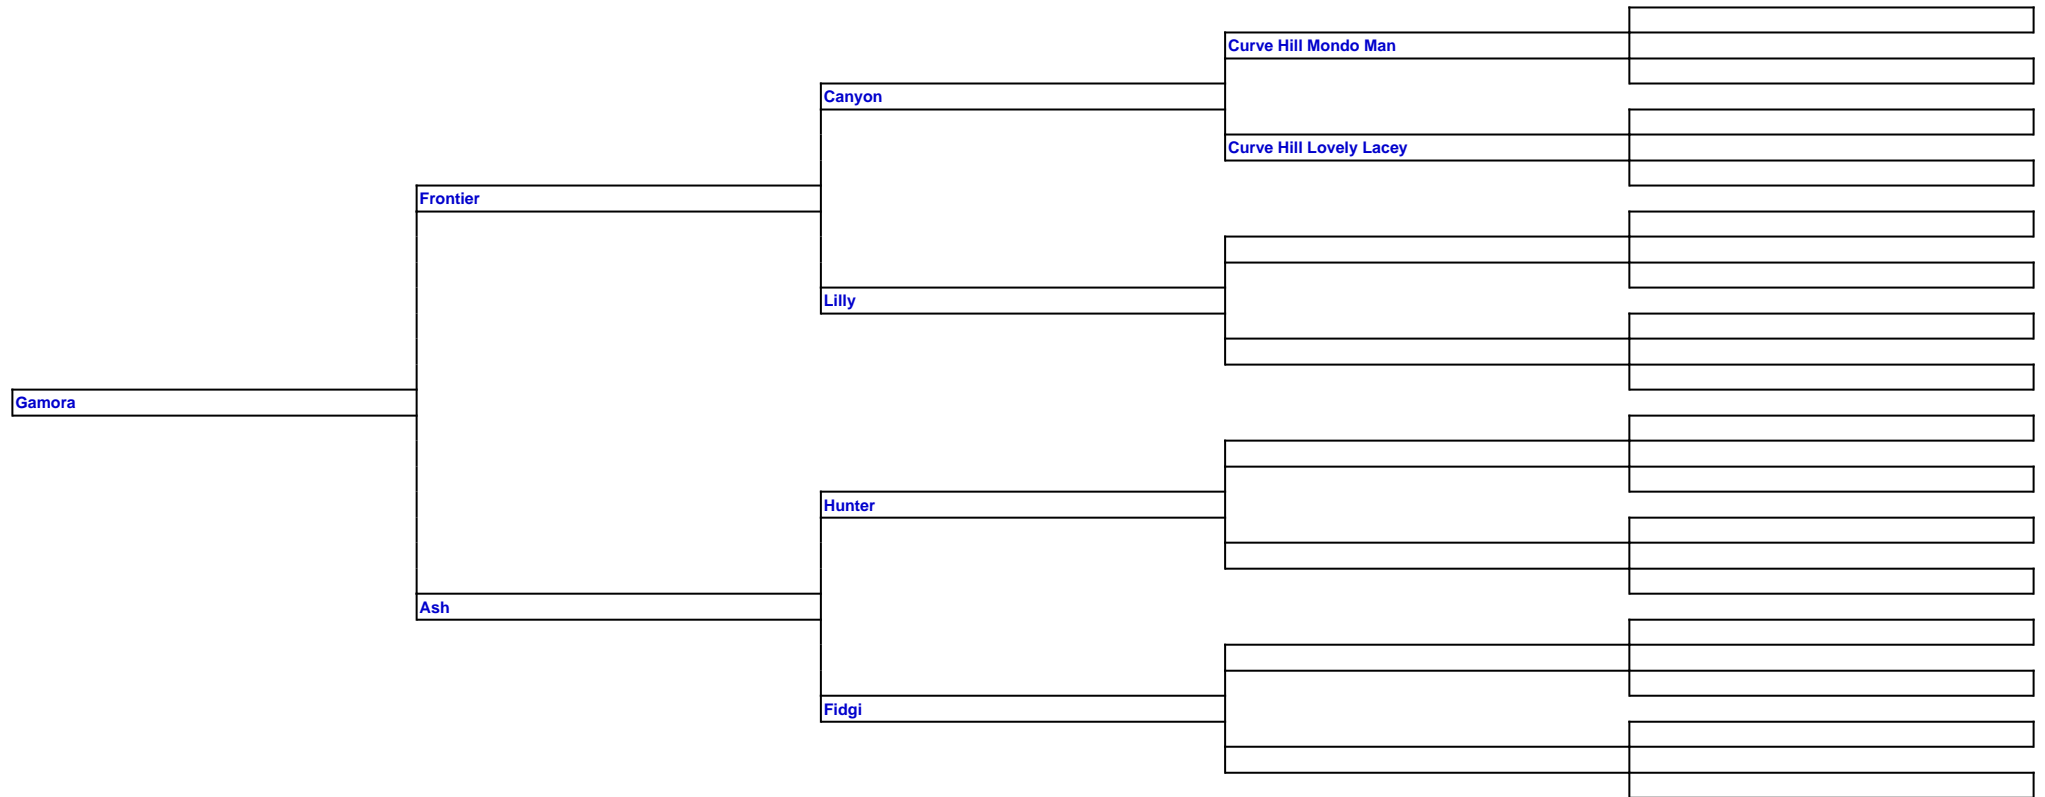 Curve Hill Mondo Man
Canyon
Curve Hill Lovely Lacey
Frontier
Lilly
Gamora
Hunter
Ash
Fidgi